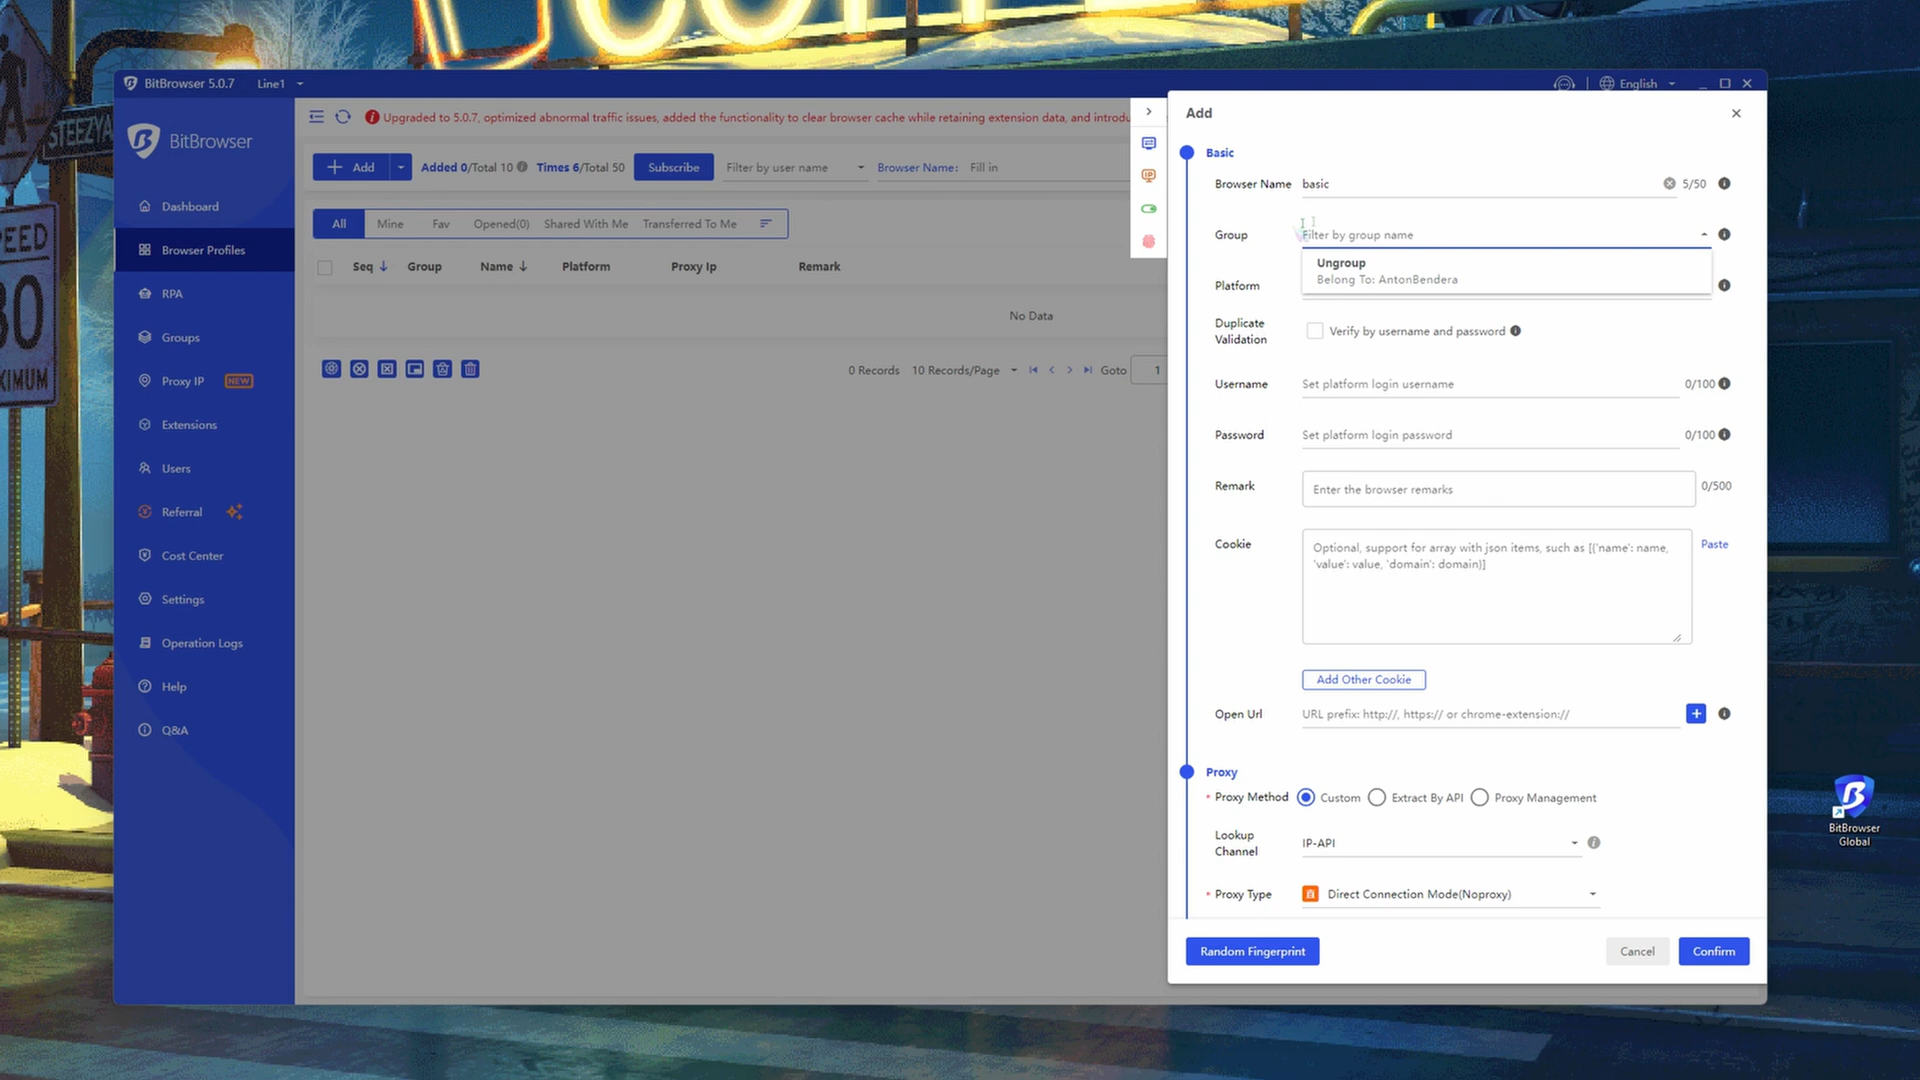 STEEZYA
PEED
30
XIMUM
BitBrowser 5.0.7
Line1
English
BitBrowser
Dashboard
Browser Profiles
RPA
Groups
Proxy IP
NEW
Extensions
Users
Referral
Cost Center
Settings
Operation Logs
Help
Q&A
Upgraded to 5.0.7, optimized abnormal traffic issues, added the functionality to clear browser cache while retaining extension data, and introdu
Add
Added 0/Total 10
Times 6/Total 50
Subscribe
Filter by user name
Browser Name:
Fill in
All
Mine
Fav
Opened(0)
Shared With Me
Transferred To Me
Seq
Group
Name
Platform
Proxy Ip
Remark
No Data
0 Records
10 Records/Page
Goto
1
IP
Add
Basic
Browser Name
basic
5/50
Group
Filter by group name
Ungroup
Belong To: AntonBendera
Platform
Duplicate
Validation
Verify by username and password
Username
Set platform login username
0/100
Password
Set platform login password
0/100
Remark
Enter the browser remarks
0/500
Cookie
Optional, support for array with json items, such as [{'name': name,
'value': value, 'domain': domain}]
Paste
Add Other Cookie
Open Url
URL prefix: http://, https:// or chrome-extension://
Proxy
* Proxy Method
Custom
Extract By API
Proxy Management
Lookup
Channel
IP-API
* Proxy Type
Direct Connection Mode(Noproxy)
Random Fingerprint
Cancel
Confirm
BitBrowser
Global